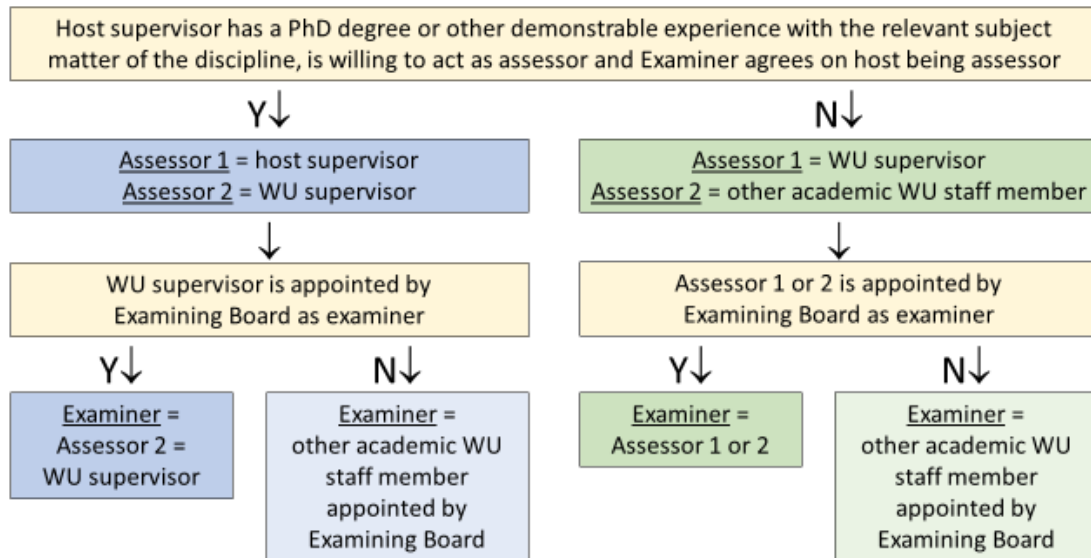 Host supervisor has a PhD degree or other demonstrable experience with the relevant subject
matter of the discipline, is willing to act as assessor and Examiner agrees on host being assessor
Y↓
N↓
Assessor 1 = host supervisor
Assessor 2 = WU supervisor
Assessor 1 = WU supervisor
Assessor 2 = other academic WU staff member
↓
↓
WU supervisor is appointed by
Examining Board as examiner
Assessor 1 or 2 is appointed by
Examining Board as examiner
Y↓
N↓
Y↓
N↓
Examiner =
Assessor 2 =
WU supervisor
Examiner =
other academic WU
staff member
appointed by
Examining Board
Examiner =
Assessor 1 or 2
Examiner =
other academic WU
staff member
appointed by
Examining Board